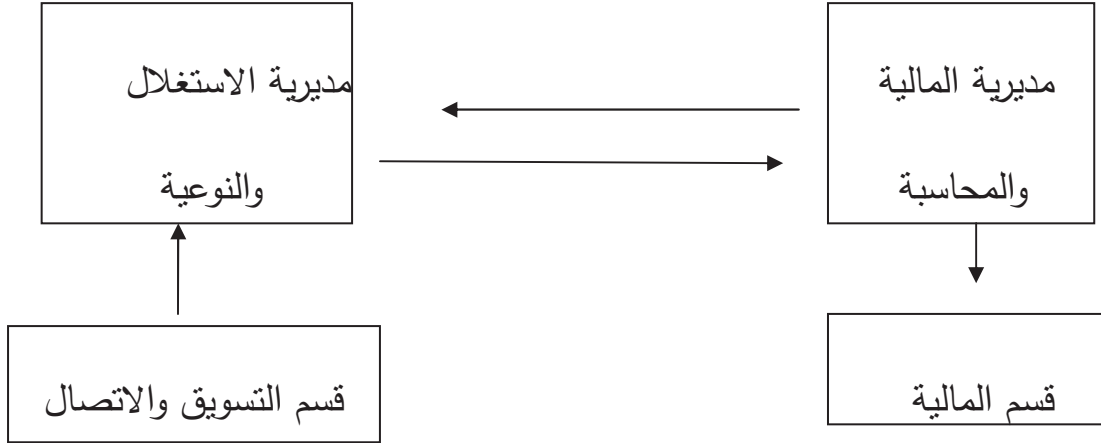 مديرية المالية
والمحاسبة
مديرية الاستغلال
والنوعية
قسم المالية
قسم التسويق والاتصال